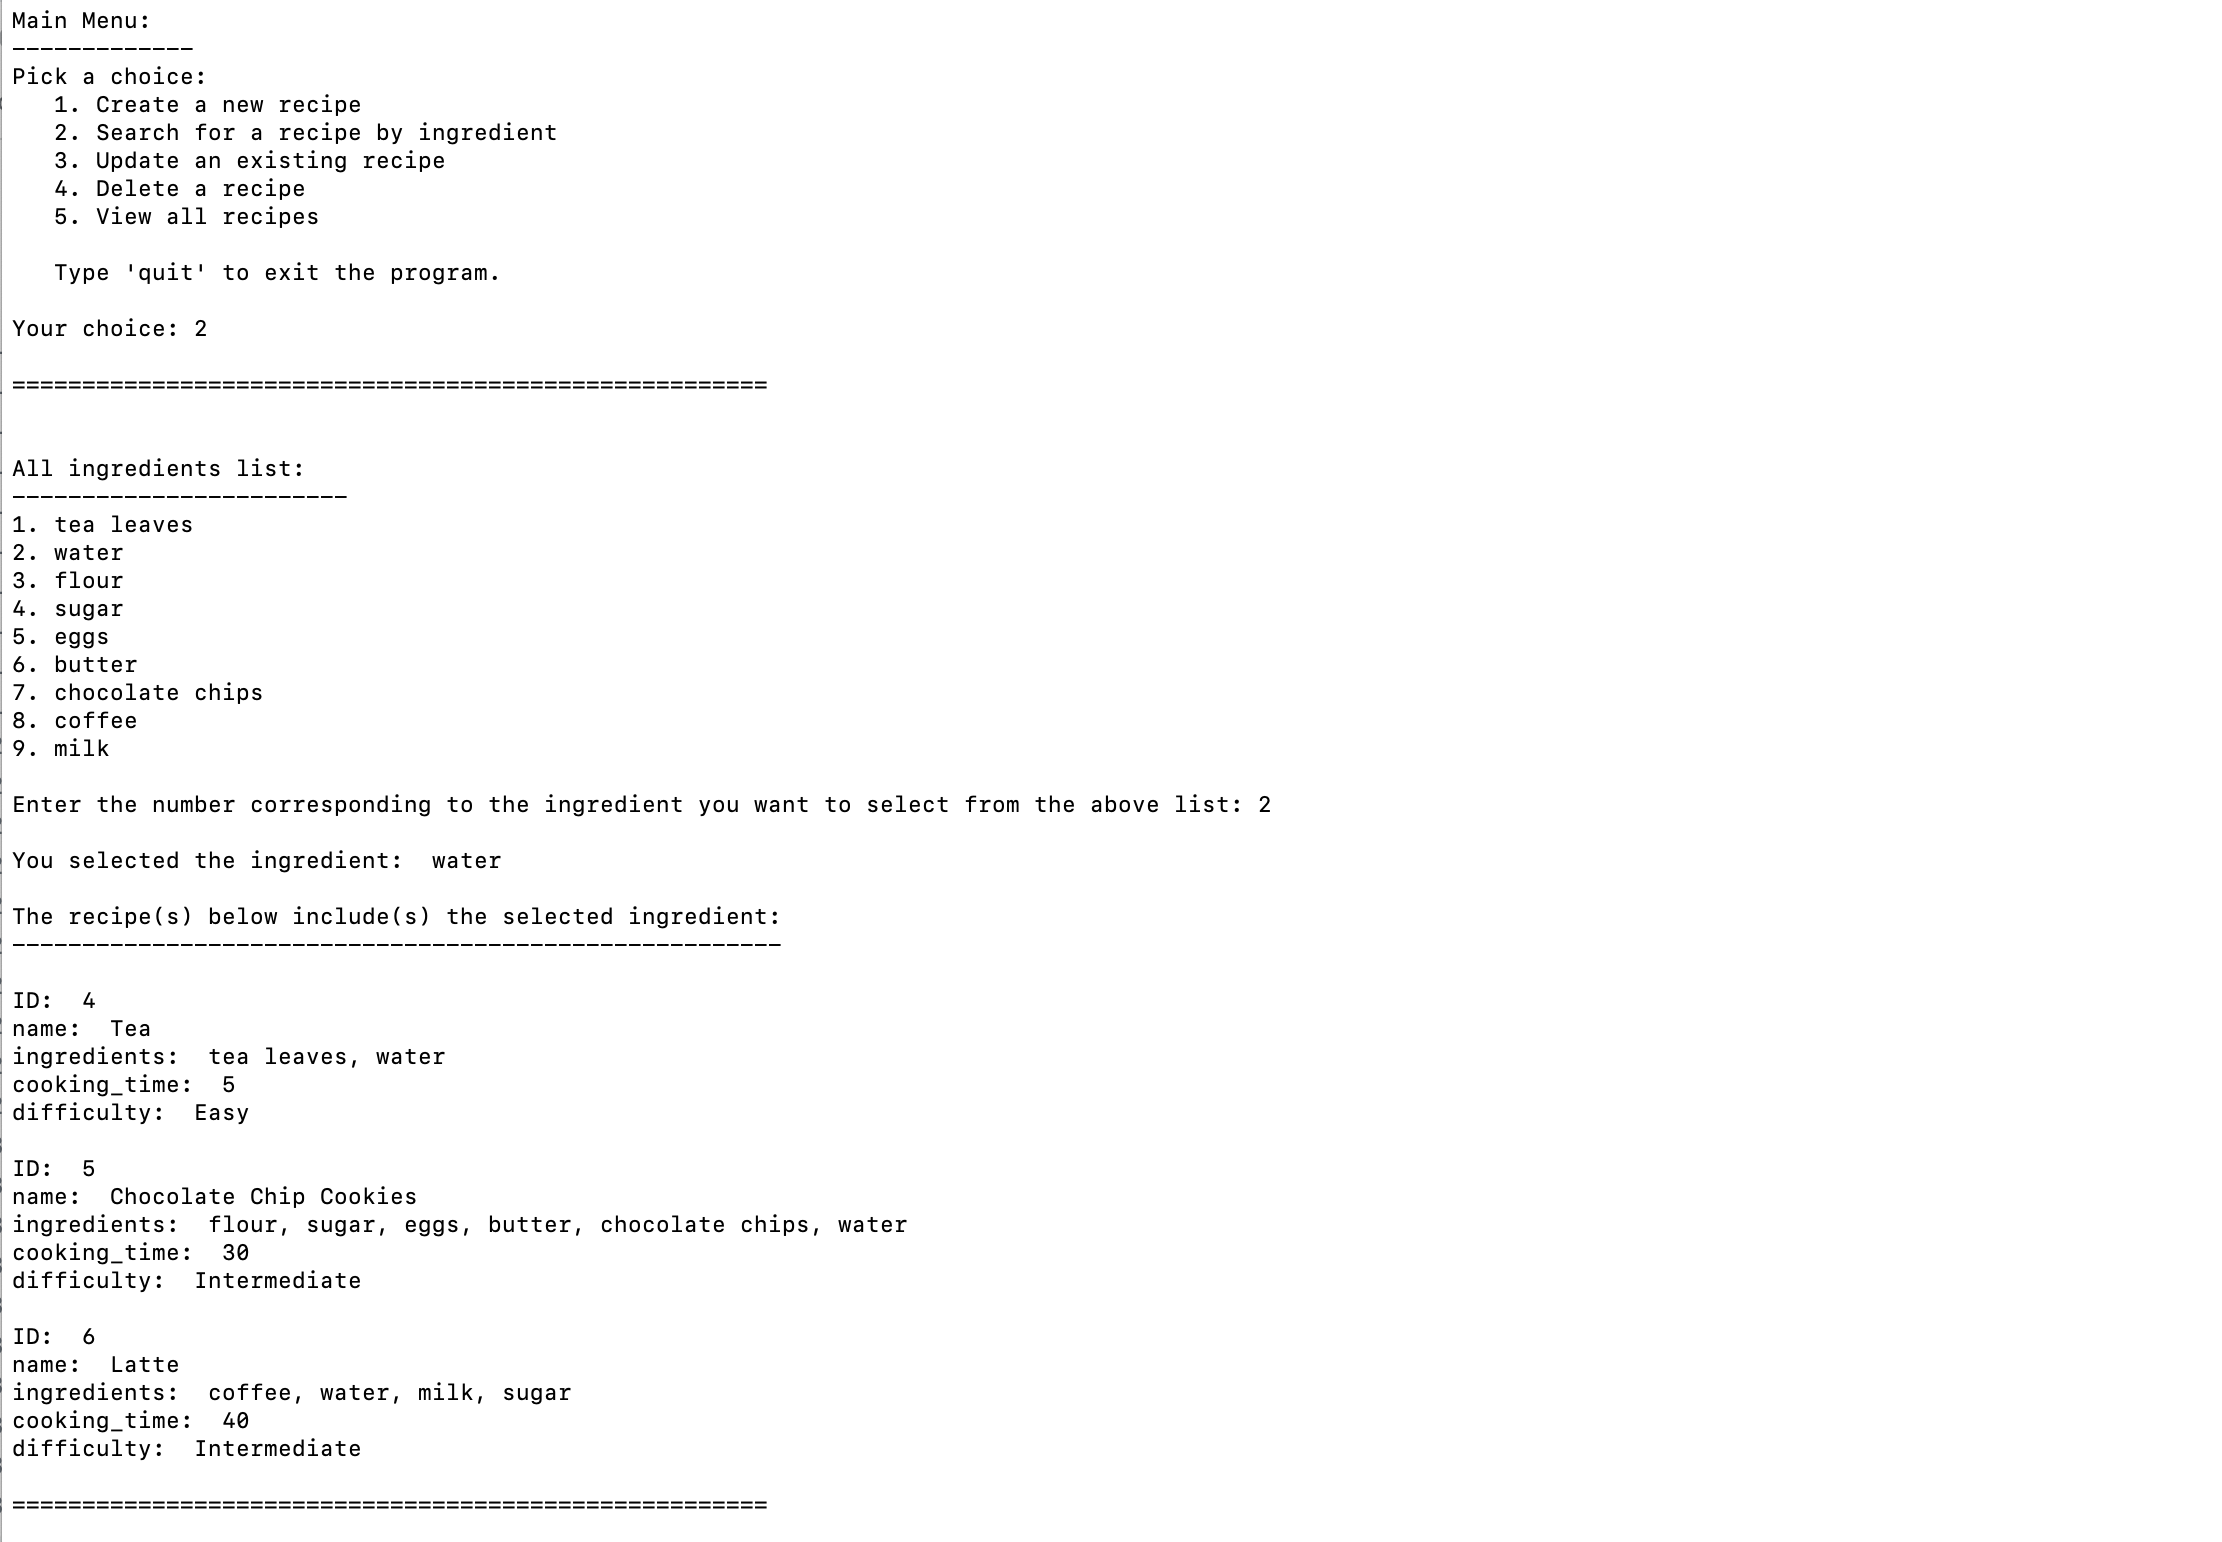 Main Menu:
-------------
Pick a choice:
   1. Create a new recipe
   2. Search for a recipe by ingredient
   3. Update an existing recipe
   4. Delete a recipe
   5. View all recipes

   Type 'quit' to exit the program.

Your choice: 2

======================================================


All ingredients list:
------------------------
1. tea leaves
2. water
3. flour
4. sugar
5. eggs
6. butter
7. chocolate chips
8. coffee
9. milk

Enter the number corresponding to the ingredient you want to select from the above list: 2

You selected the ingredient:  water

The recipe(s) below include(s) the selected ingredient:
-------------------------------------------------------

ID:  4
name:  Tea
ingredients:  tea leaves, water
cooking_time:  5
difficulty:  Easy

ID:  5
name:  Chocolate Chip Cookies
ingredients:  flour, sugar, eggs, butter, chocolate chips, water
cooking_time:  30
difficulty:  Intermediate

ID:  6
name:  Latte
ingredients:  coffee, water, milk, sugar
cooking_time:  40
difficulty:  Intermediate

======================================================